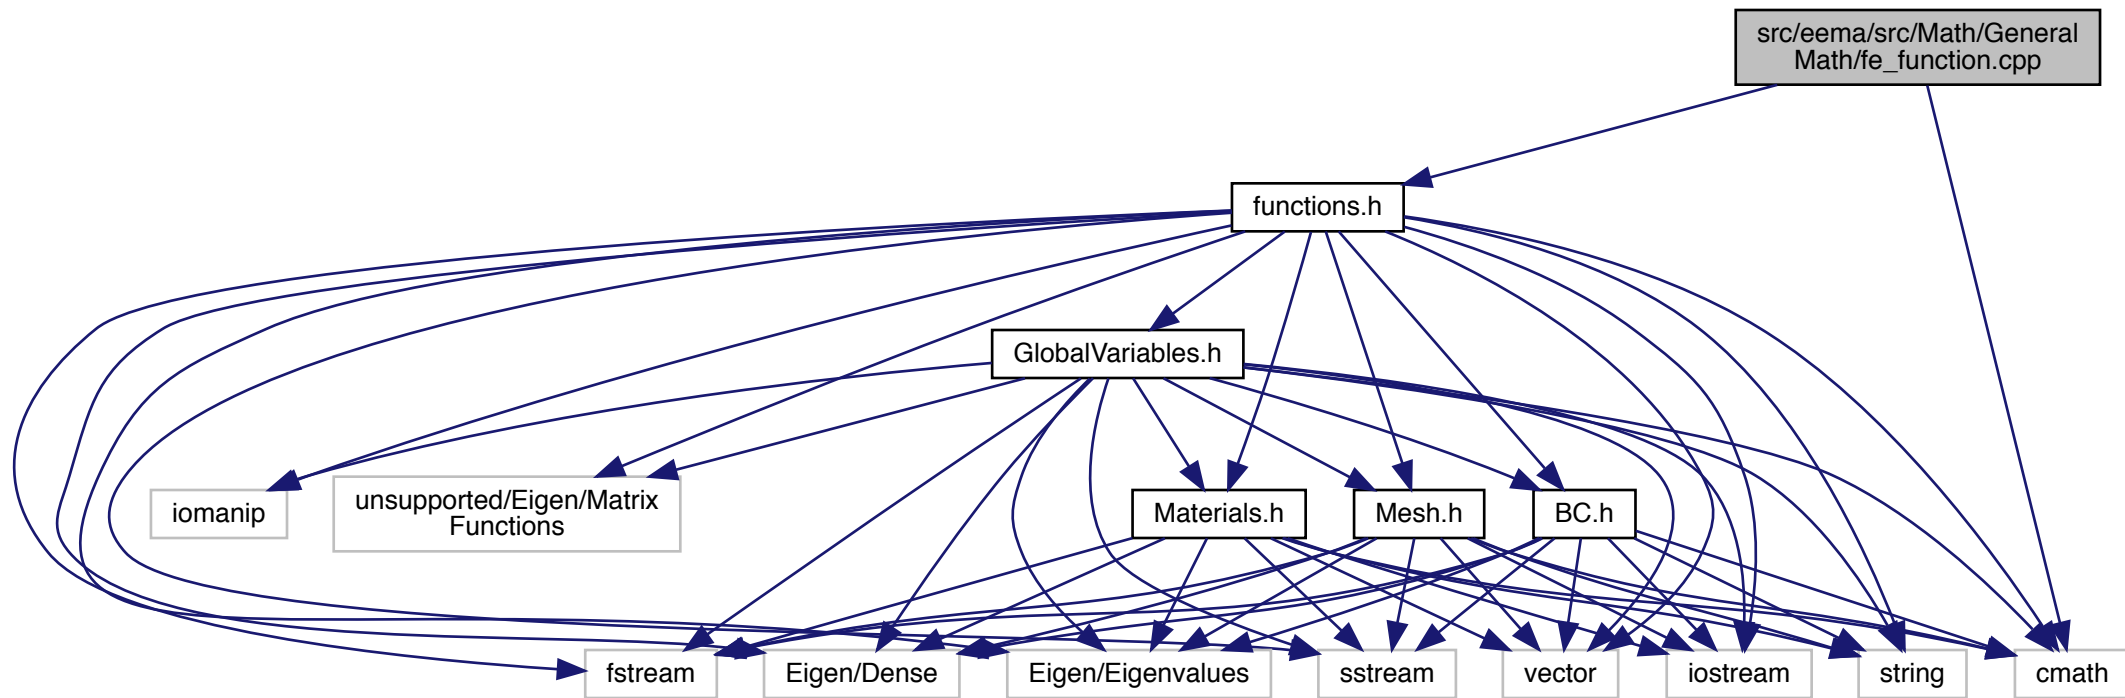 src/eema/src/Math/General
Math/fe_function.cpp
functions.h
GlobalVariables.h
iomanip
unsupported/Eigen/Matrix
Functions
Materials.h
Mesh.h
BC.h
fstream
Eigen/Dense
Eigen/Eigenvalues
sstream
vector
iostream
string
cmath